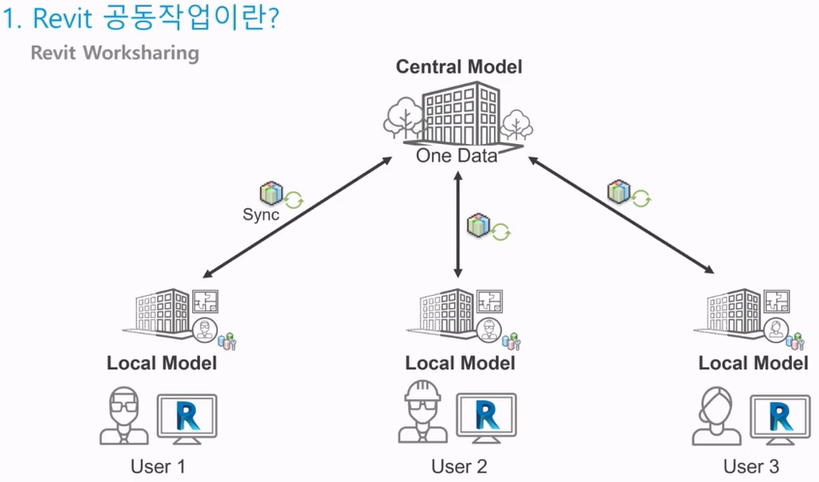 1. Revit 공동작업이란?
Revit Worksharing
Central Model
One Data
Sync
Local Model
Local Model
Local Model
R
R
R
User 1
User 2
User 3